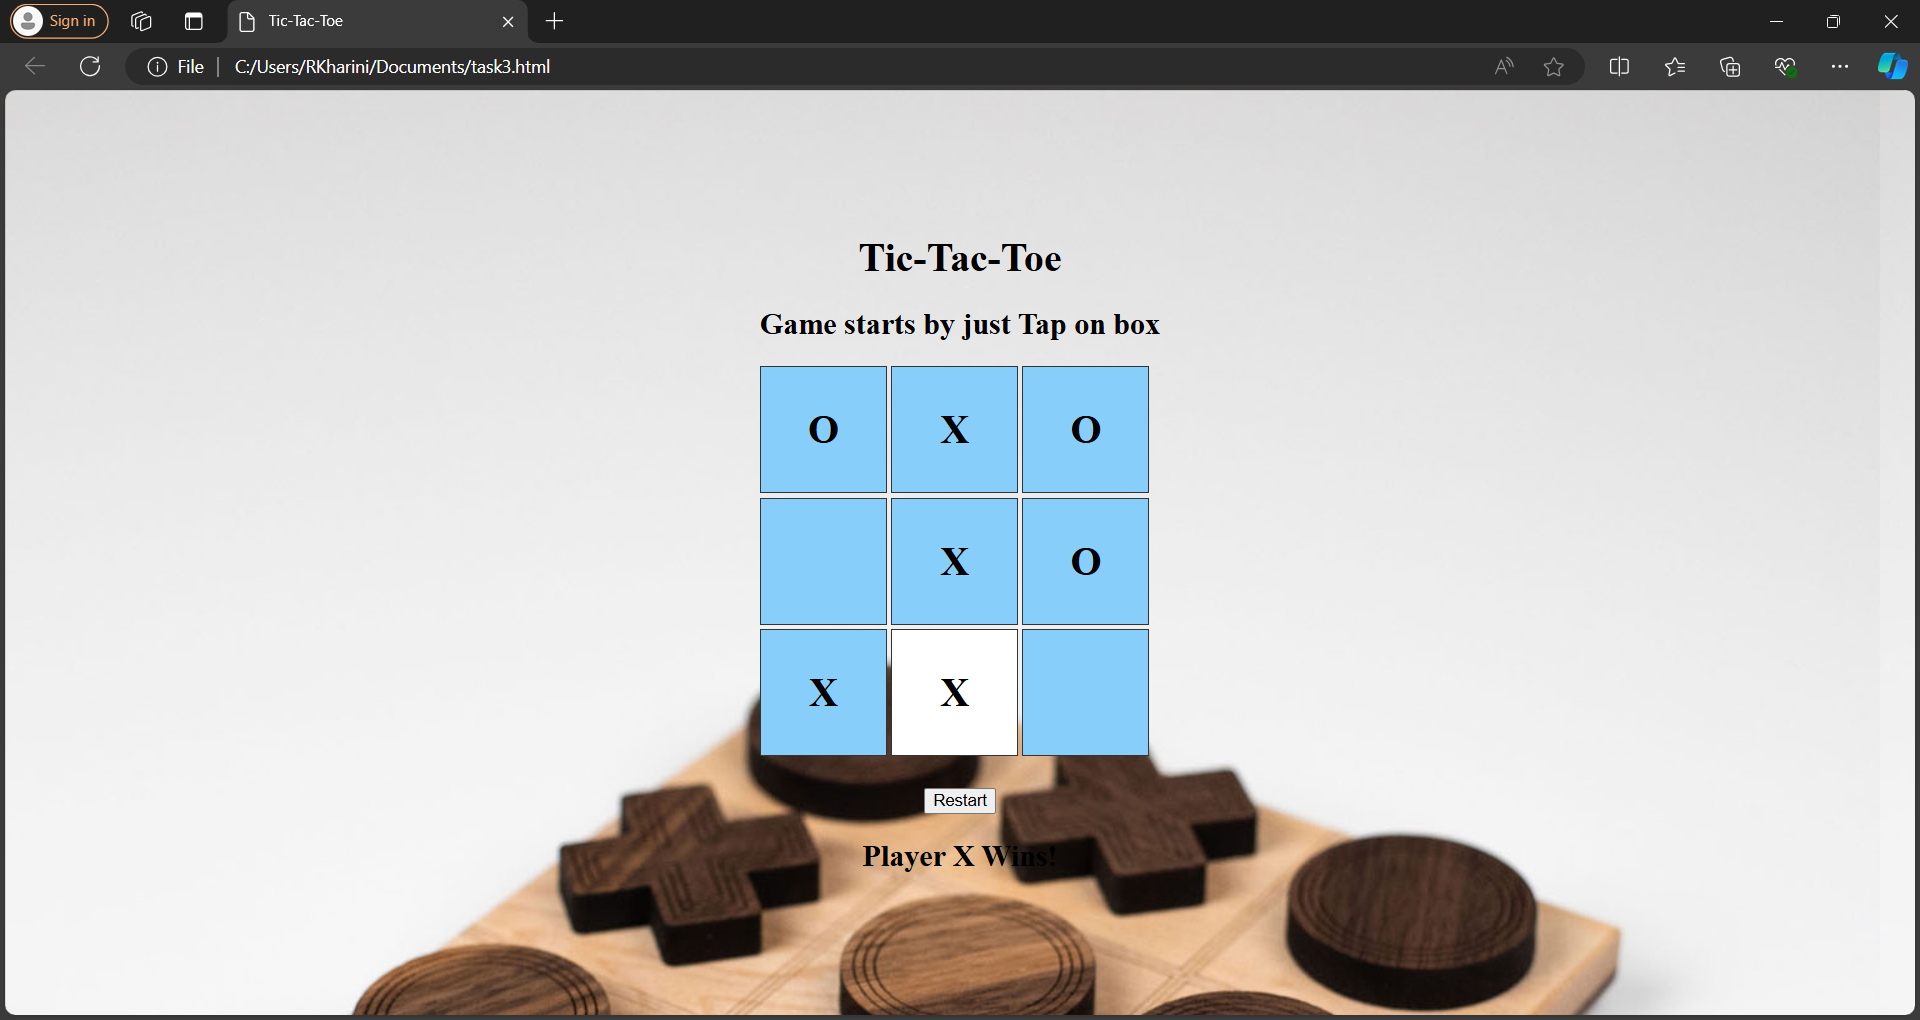 Sign in
Tic-Tac-Toe
File
C:/Users/RKharini/Documents/task3.html
Tic-Tac-Toe
Game starts by just Tap on box
O X O
X O
X X
Restart
Player X Wins!